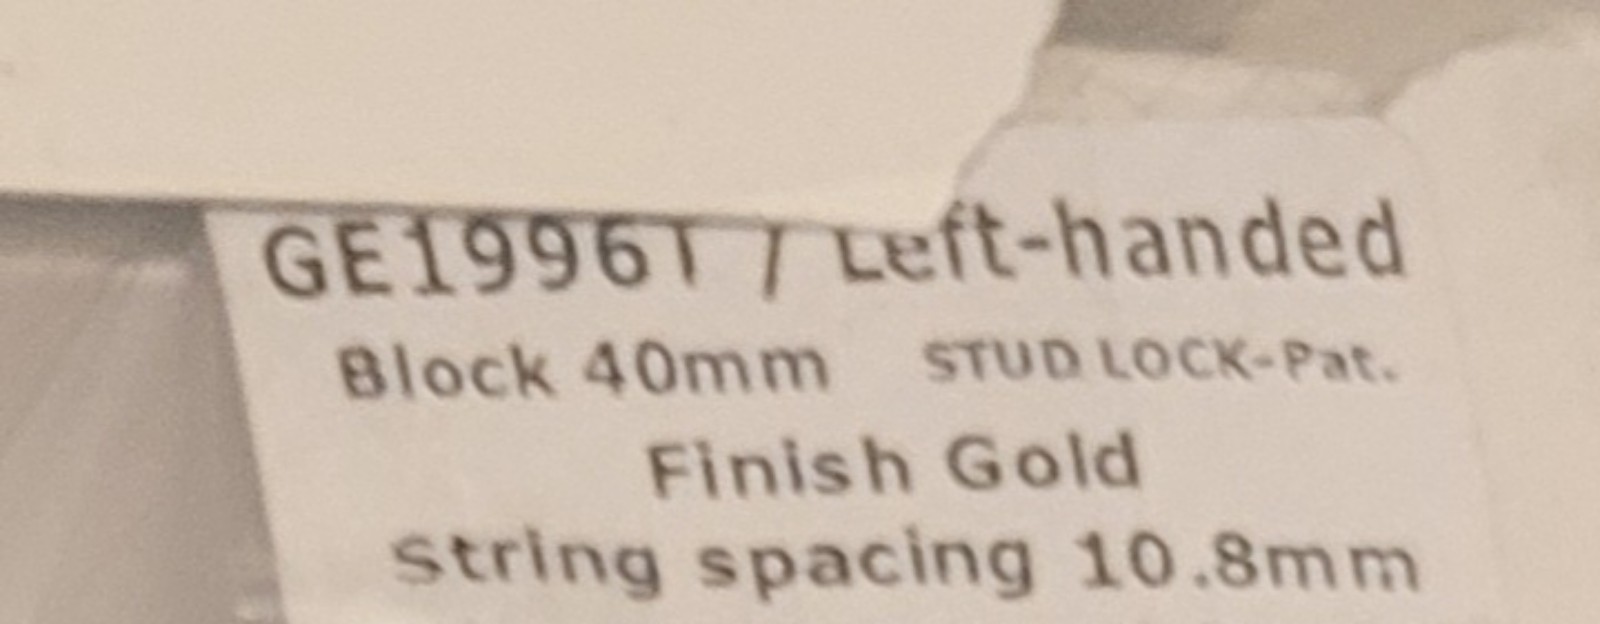 GE1996T / Left-handed
Block 40mm STUD LOCK-Pat.
Finish Gold
String spacing 10.8mm